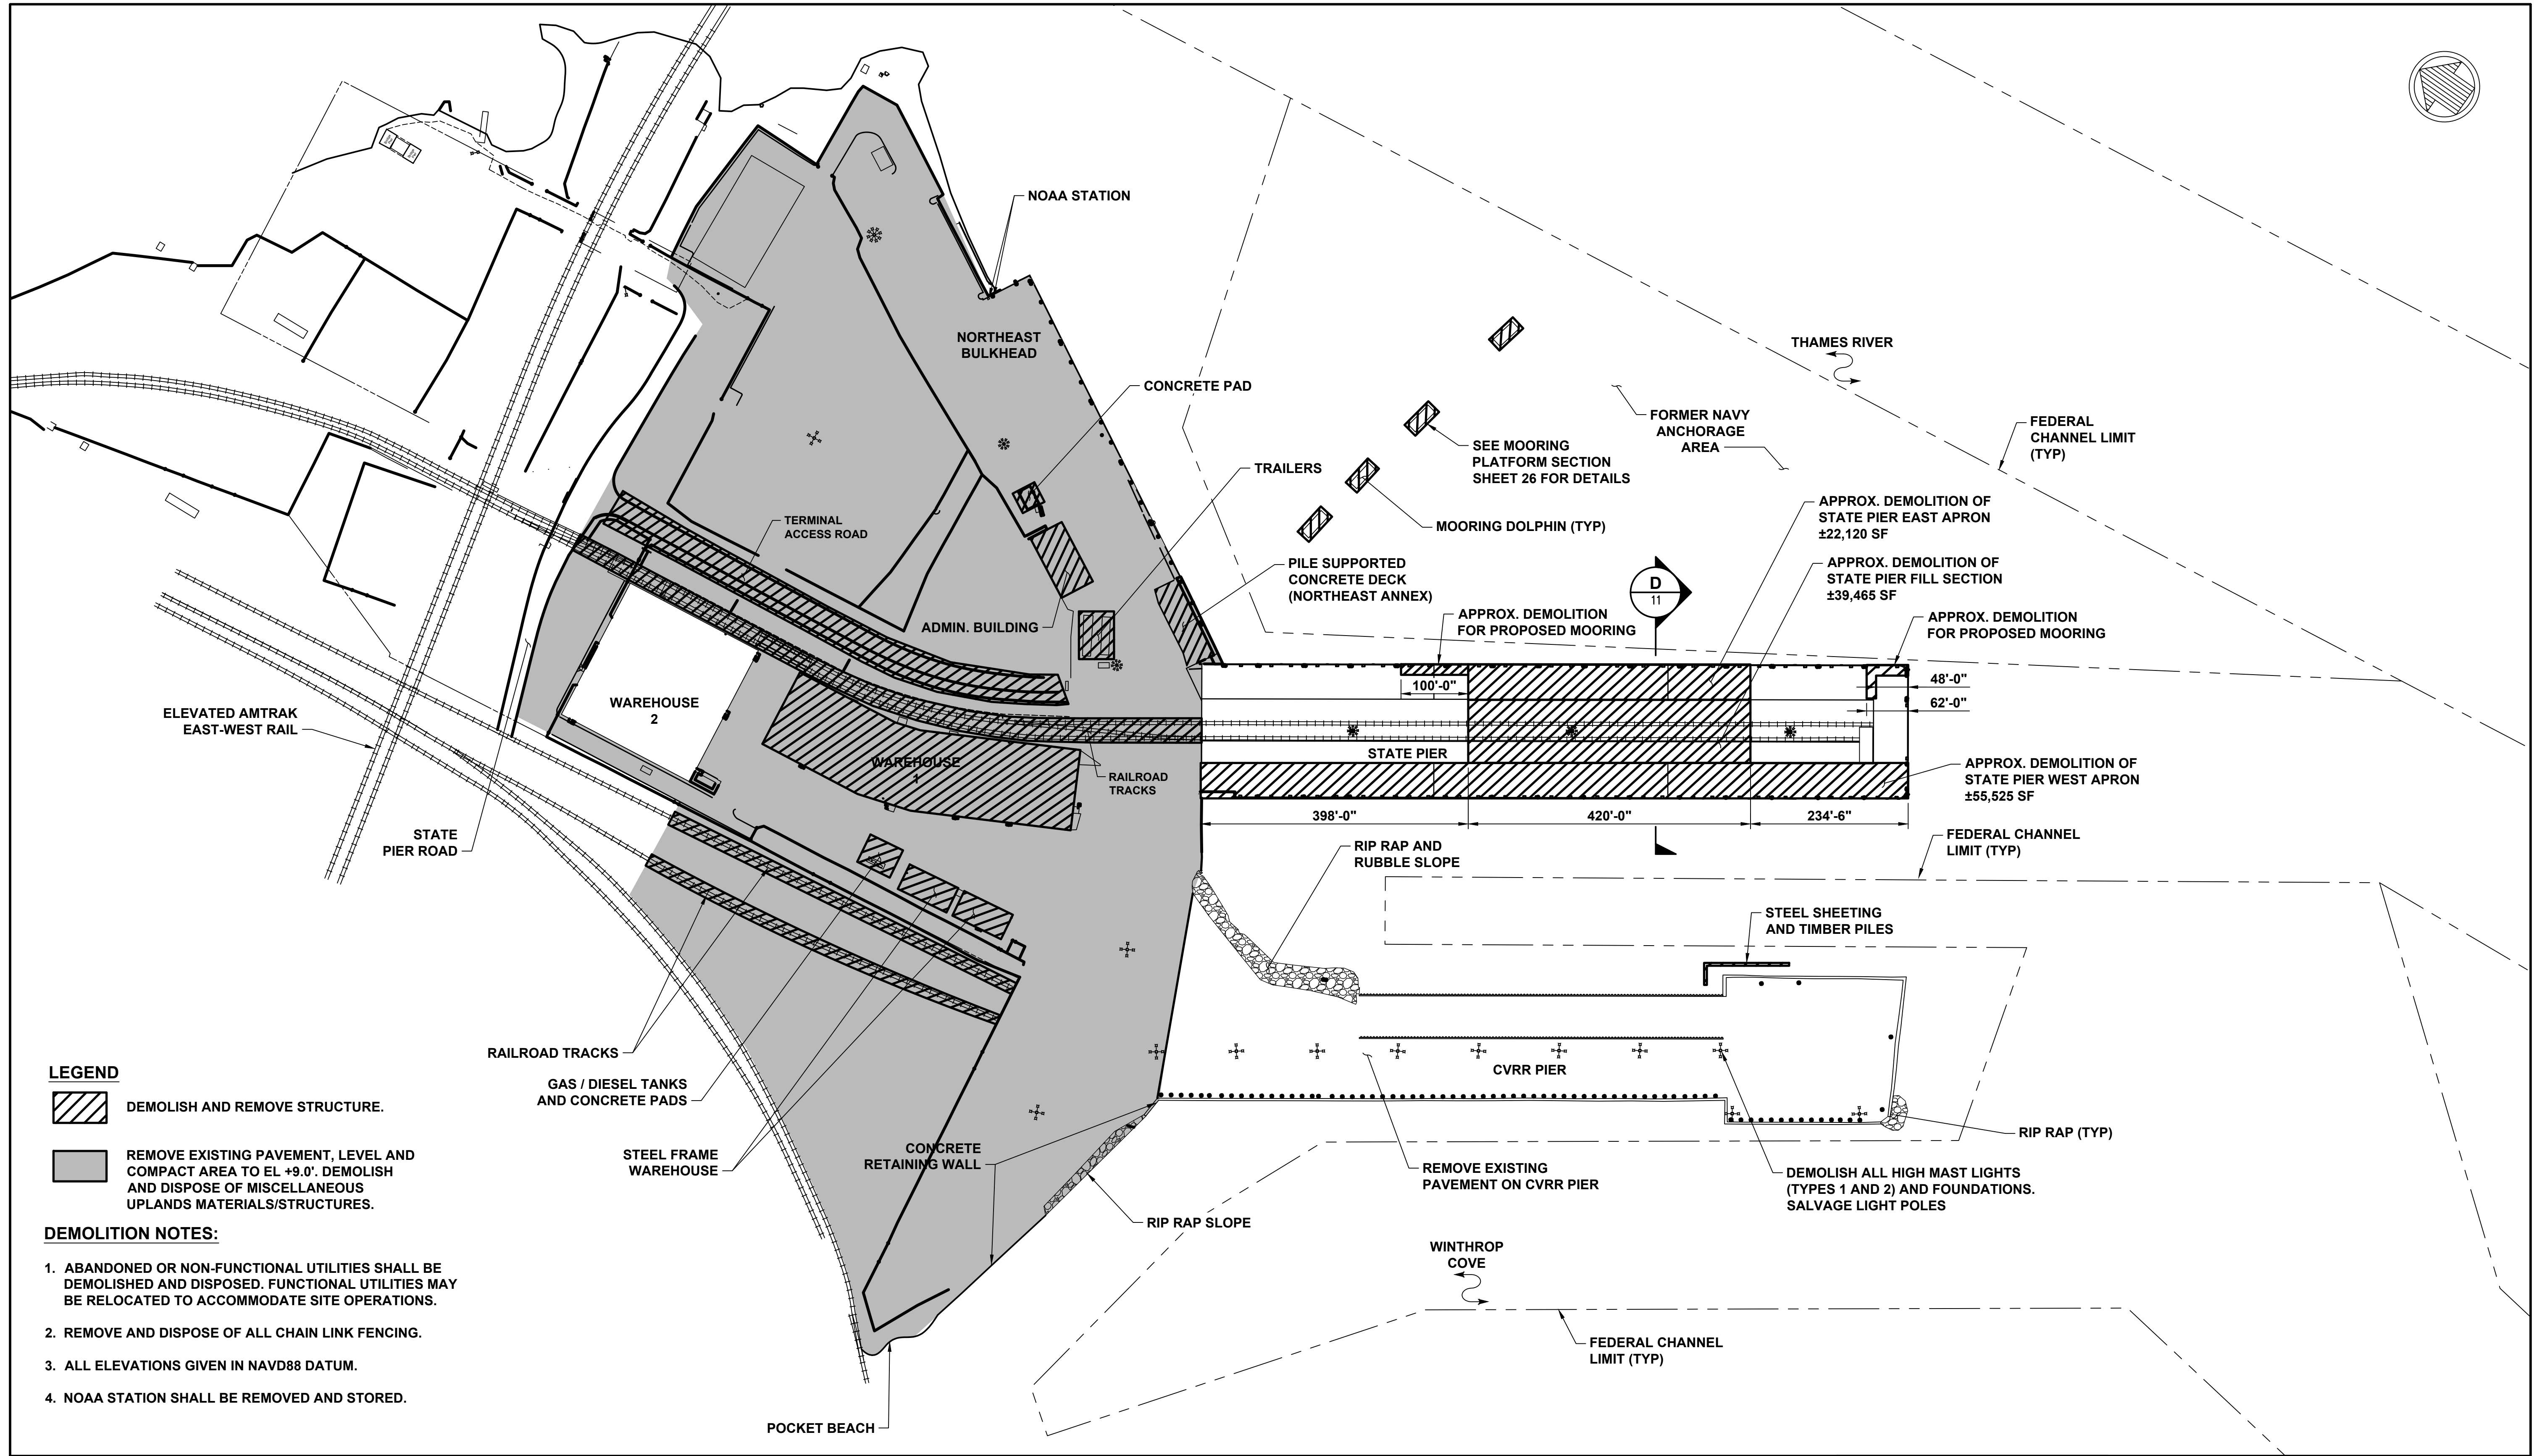 NOAA STATION
NORTHEAST
BULKHEAD
THAMES RIVER
CONCRETE PAD
FORMER NAVY
ANCHORAGE
AREA
FEDERAL
CHANNEL LIMIT
(TYP)
SEE MOORING
PLATFORM SECTION
SHEET 26 FOR DETAILS
TRAILERS
MOORING DOLPHIN (TYP)
APPROX. DEMOLITION OF
STATE PIER EAST APRON
±22,120 SF
TERMINAL
ACCESS ROAD
PILE SUPPORTED
CONCRETE DECK
(NORTHEAST ANNEX)
D
11
APPROX. DEMOLITION OF
STATE PIER FILL SECTION
±39,465 SF
ADMIN. BUILDING
APPROX. DEMOLITION
FOR PROPOSED MOORING
APPROX. DEMOLITION
FOR PROPOSED MOORING
100'-0"
48'-0"
62'-0"
WAREHOUSE
2
ELEVATED AMTRAK
EAST-WEST RAIL
STATE PIER
WAREHOUSE
1
RAILROAD
TRACKS
APPROX. DEMOLITION OF
STATE PIER WEST APRON
±55,525 SF
398'-0"
420'-0"
234'-6"
STATE
PIER ROAD
RIP RAP AND
RUBBLE SLOPE
FEDERAL CHANNEL
LIMIT (TYP)
STEEL SHEETING
AND TIMBER PILES
RAILROAD TRACKS
GAS / DIESEL TANKS
AND CONCRETE PADS
CVRR PIER
STEEL FRAME
WAREHOUSE
CONCRETE
RETAINING WALL
RIP RAP (TYP)
REMOVE EXISTING
PAVEMENT ON CVRR PIER
DEMOLISH ALL HIGH MAST LIGHTS
(TYPES 1 AND 2) AND FOUNDATIONS.
SALVAGE LIGHT POLES
RIP RAP SLOPE
WINTHROP
COVE
FEDERAL CHANNEL
LIMIT (TYP)
POCKET BEACH
LEGEND
DEMOLISH AND REMOVE STRUCTURE.
REMOVE EXISTING PAVEMENT, LEVEL AND
COMPACT AREA TO EL +9.0'. DEMOLISH
AND DISPOSE OF MISCELLANEOUS
UPLANDS MATERIALS/STRUCTURES.
DEMOLITION NOTES:
1. ABANDONED OR NON-FUNCTIONAL UTILITIES SHALL BE
DEMOLISHED AND DISPOSED. FUNCTIONAL UTILITIES MAY
BE RELOCATED TO ACCOMMODATE SITE OPERATIONS.
2. REMOVE AND DISPOSE OF ALL CHAIN LINK FENCING.
3. ALL ELEVATIONS GIVEN IN NAVD88 DATUM.
4. NOAA STATION SHALL BE REMOVED AND STORED.